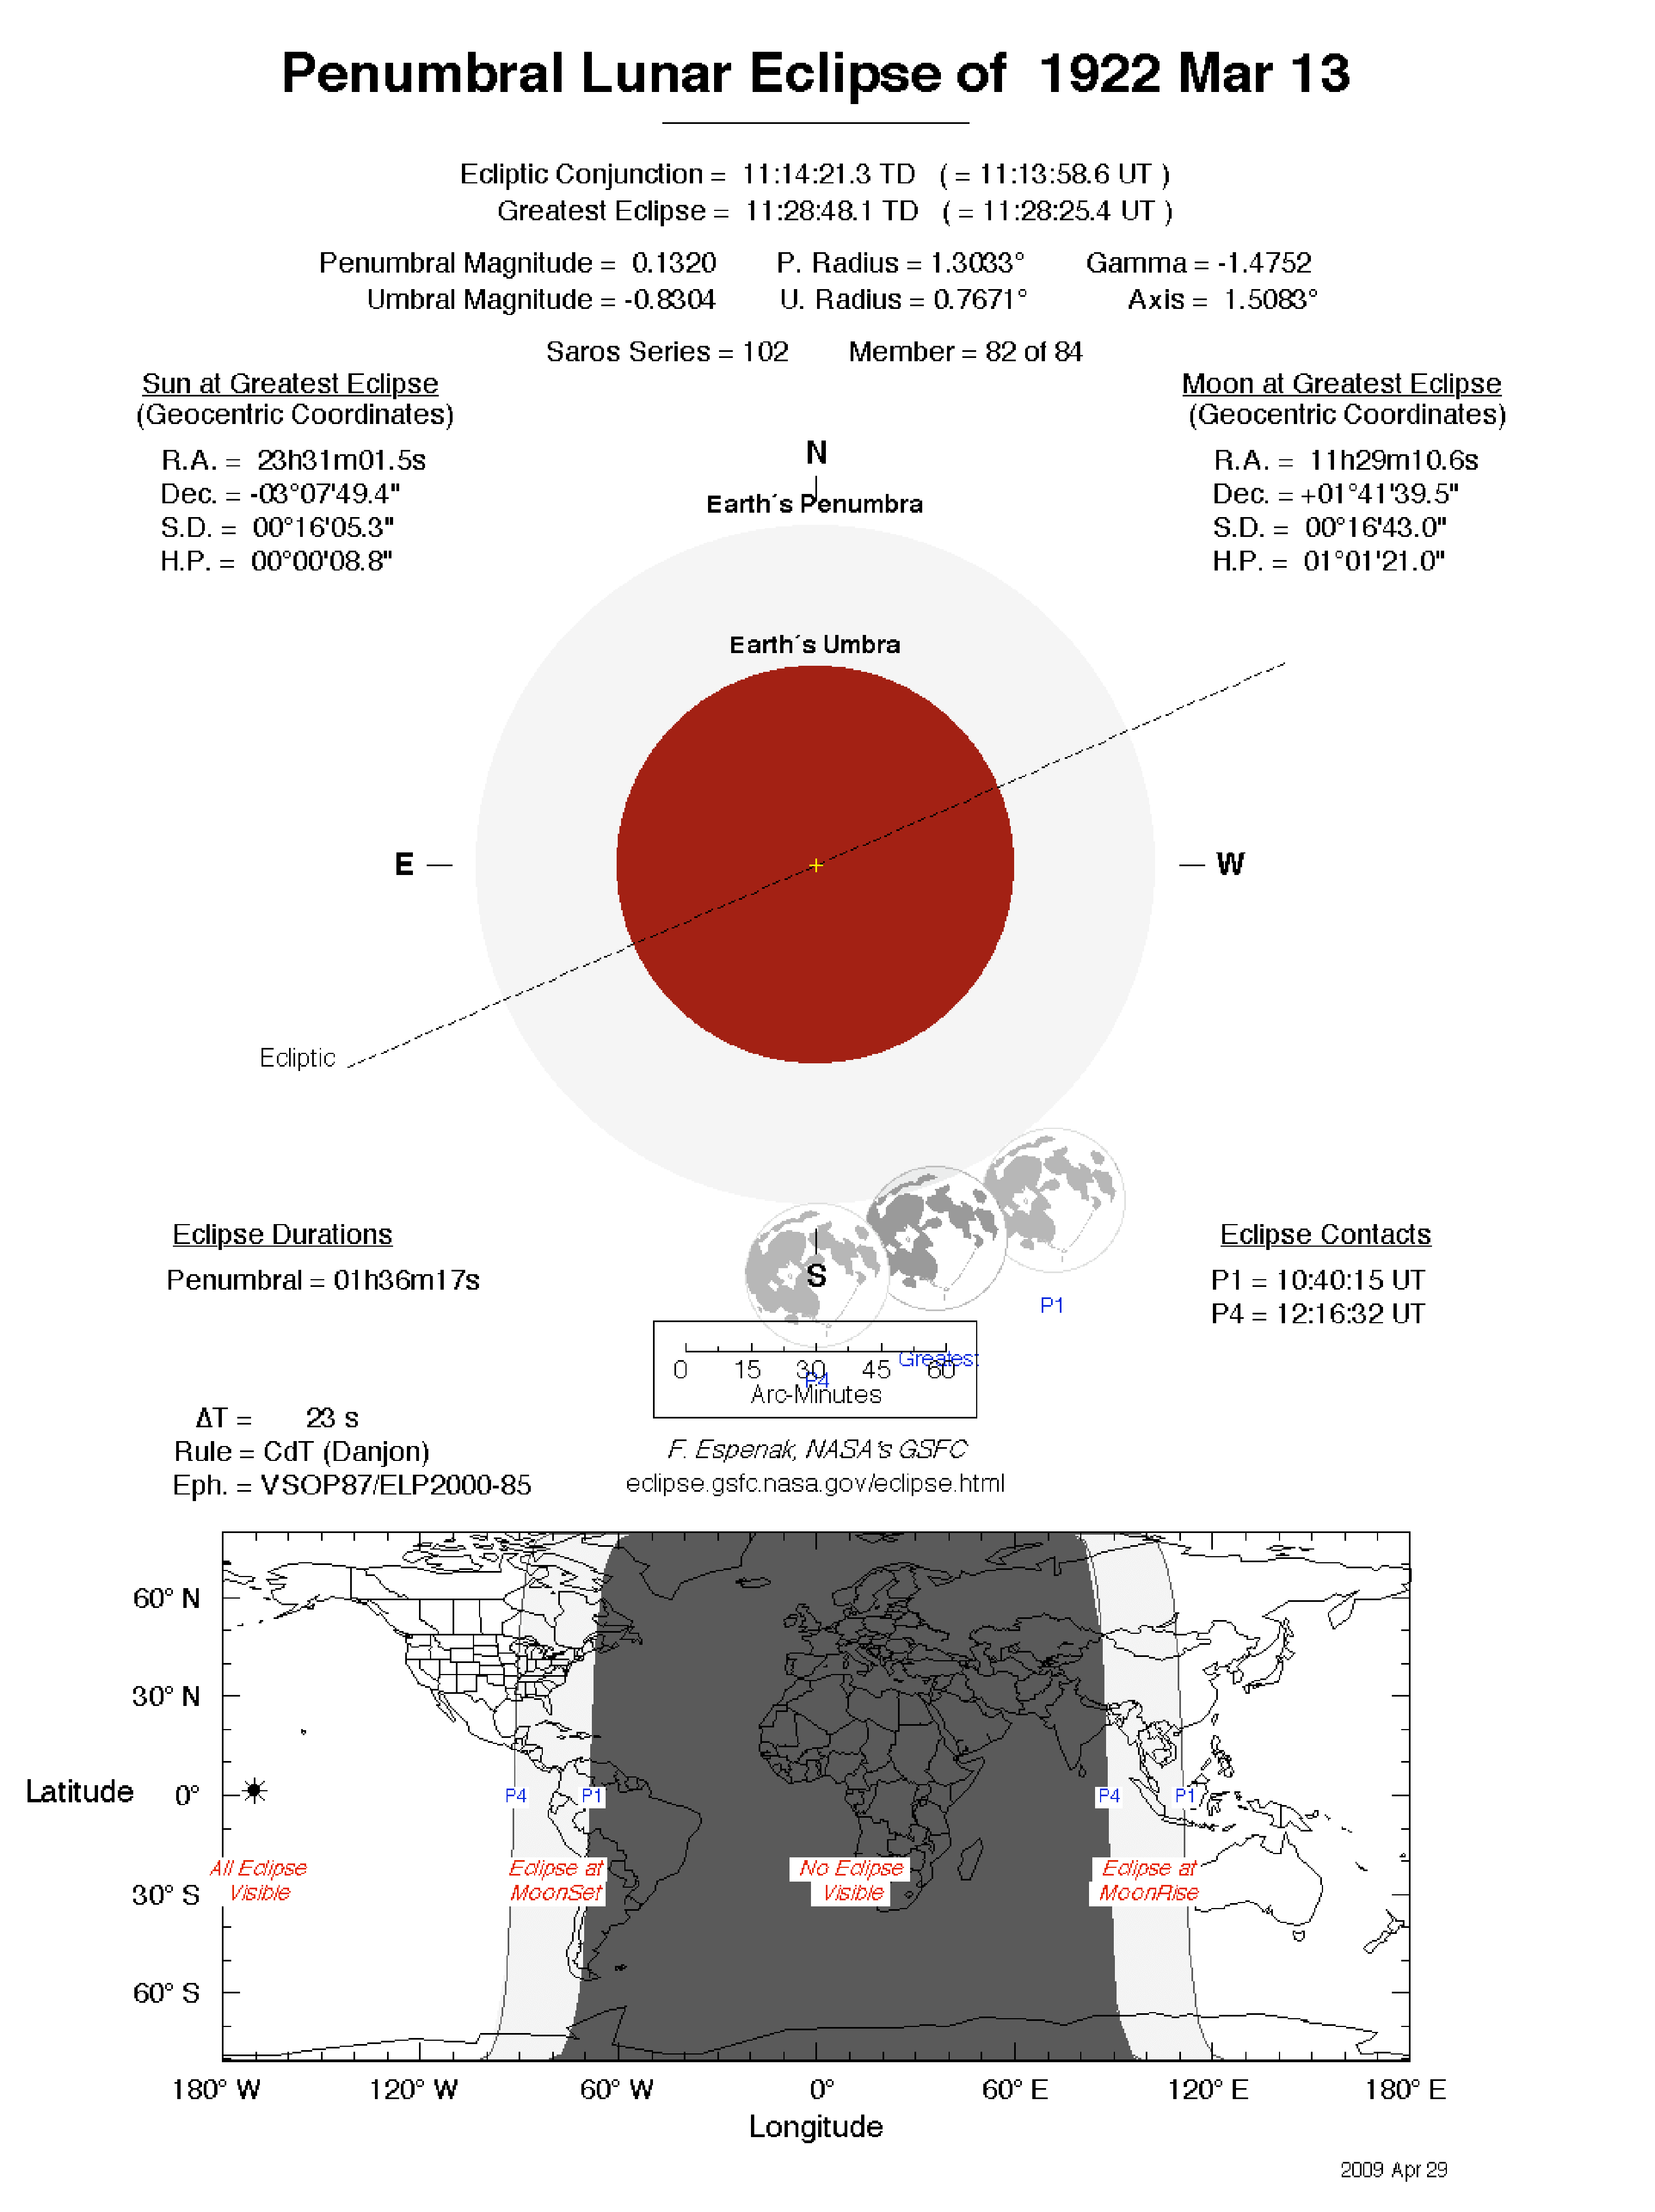 Penumbral Lunar Eclipse of 1922 Mar 13
Ecliptic Conjunction = 11:14:21.3 TD ( = 11:13:58.6 UT )
Greatest Eclipse = 11:28:48.1 TD ( = 11:28:25.4 UT )
Penumbral Magnitude = 0.1320 P. Radius = 1.3033° Gamma = -1.4752
Umbral Magnitude = -0.8304 U. Radius = 0.7671° Axis = 1.5083°
Saros Series = 102 Member = 82 of 84
Sun at Greatest Eclipse
(Geocentric Coordinates)
R.A. = 23h31m01.5s
Dec. = -03°07'49.4"
S.D. = 00°16'05.3"
H.P. = 00°00'08.8"
Moon at Greatest Eclipse
(Geocentric Coordinates)
R.A. = 11h29m10.6s
Dec. = +01°41'39.5"
S.D. = 00°16'43.0"
H.P. = 01°01'21.0"
N
Earth´s Penumbra
Earth´s Umbra
E
W
Ecliptic
Eclipse Durations
Penumbral = 01h36m17s
S
P1
Eclipse Contacts
P1 = 10:40:15 UT
P4 = 12:16:32 UT
Greatest
0 15 30 45 60
P4
Arc-Minutes
ΔT = 23 s
Rule = CdT (Danjon)
Eph. = VSOP87/ELP2000-85
F. Espenak, NASA's GSFC
eclipse.gsfc.nasa.gov/eclipse.html
60° N
30° N
Latitude 0°
30° S
60° S
P4 P1 P4 P1
All Eclipse
Visible
Eclipse at
MoonSet
No Eclipse
Visible
Eclipse at
MoonRise
180° W 120° W 60° W 0° 60° E 120° E 180° E
Longitude
2009 Apr 29